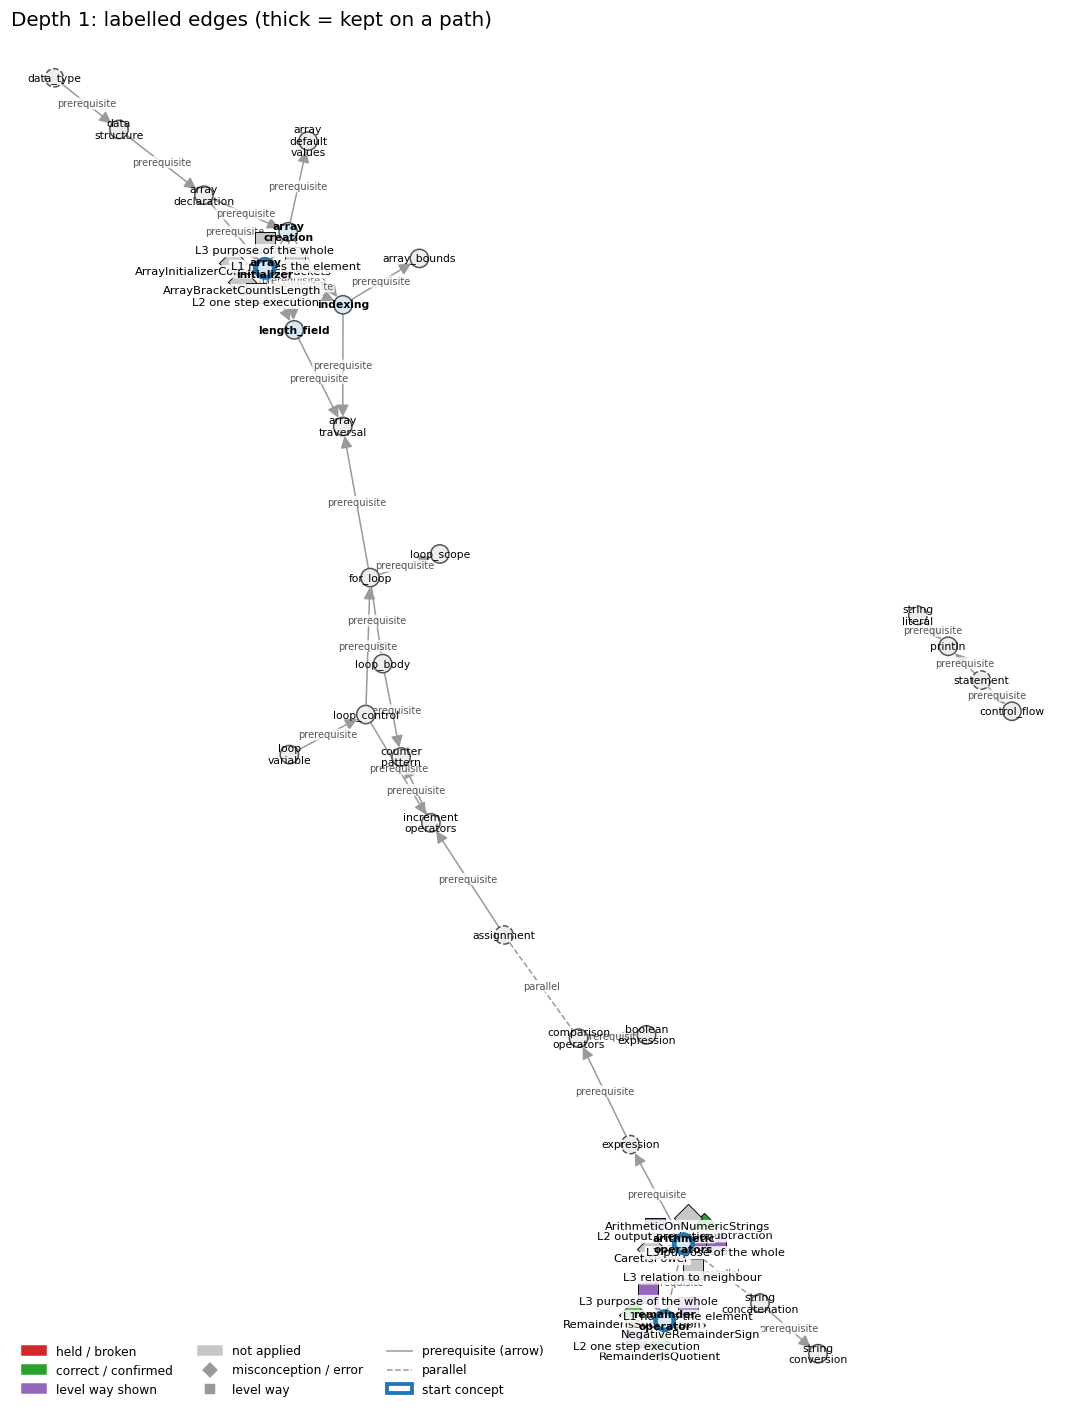 Depth 1: labelled edges (thick = kept on a path)
data_type
prerequisite
data
structure
array
default
values
prerequisite
prerequisite
array
declaration
prerequisite
prerequisite
array
creation
L3 purpose of the whole
array_bounds
array
initializer
the element
prerequisite
ArrayBracketCountIsLength
L2 one step execution
indexing
length_field
prerequisite
prerequisite
array
traversal
prerequisite
loop_scope
prerequisite
for_loop
string
literal
prerequisite
println
prerequisite
prerequisite
loop_body
prerequisite
statement
prerequisite
control_flow
loop_control
prerequisite
loop
variable
counter
pattern
prerequisite
prerequisite
increment
operators
prerequisite
assignment
parallel
comparison
operators
boolean
expression
prerequisite
expression
prerequisite
ArithmeticOnNumericStrings
arithmetic
operators
L3 purpose of the whole
L3 relation to neighbour
L3 purpose of the whole
string
concatenation
the element
remainder
operator
prerequisite
NegativeRemainderSign
L2 one step execution
RemainderIsQuotient
string
conversion
held / broken
correct / confirmed
level way shown
not applied
misconception / error
level way
prerequisite (arrow)
parallel
start concept